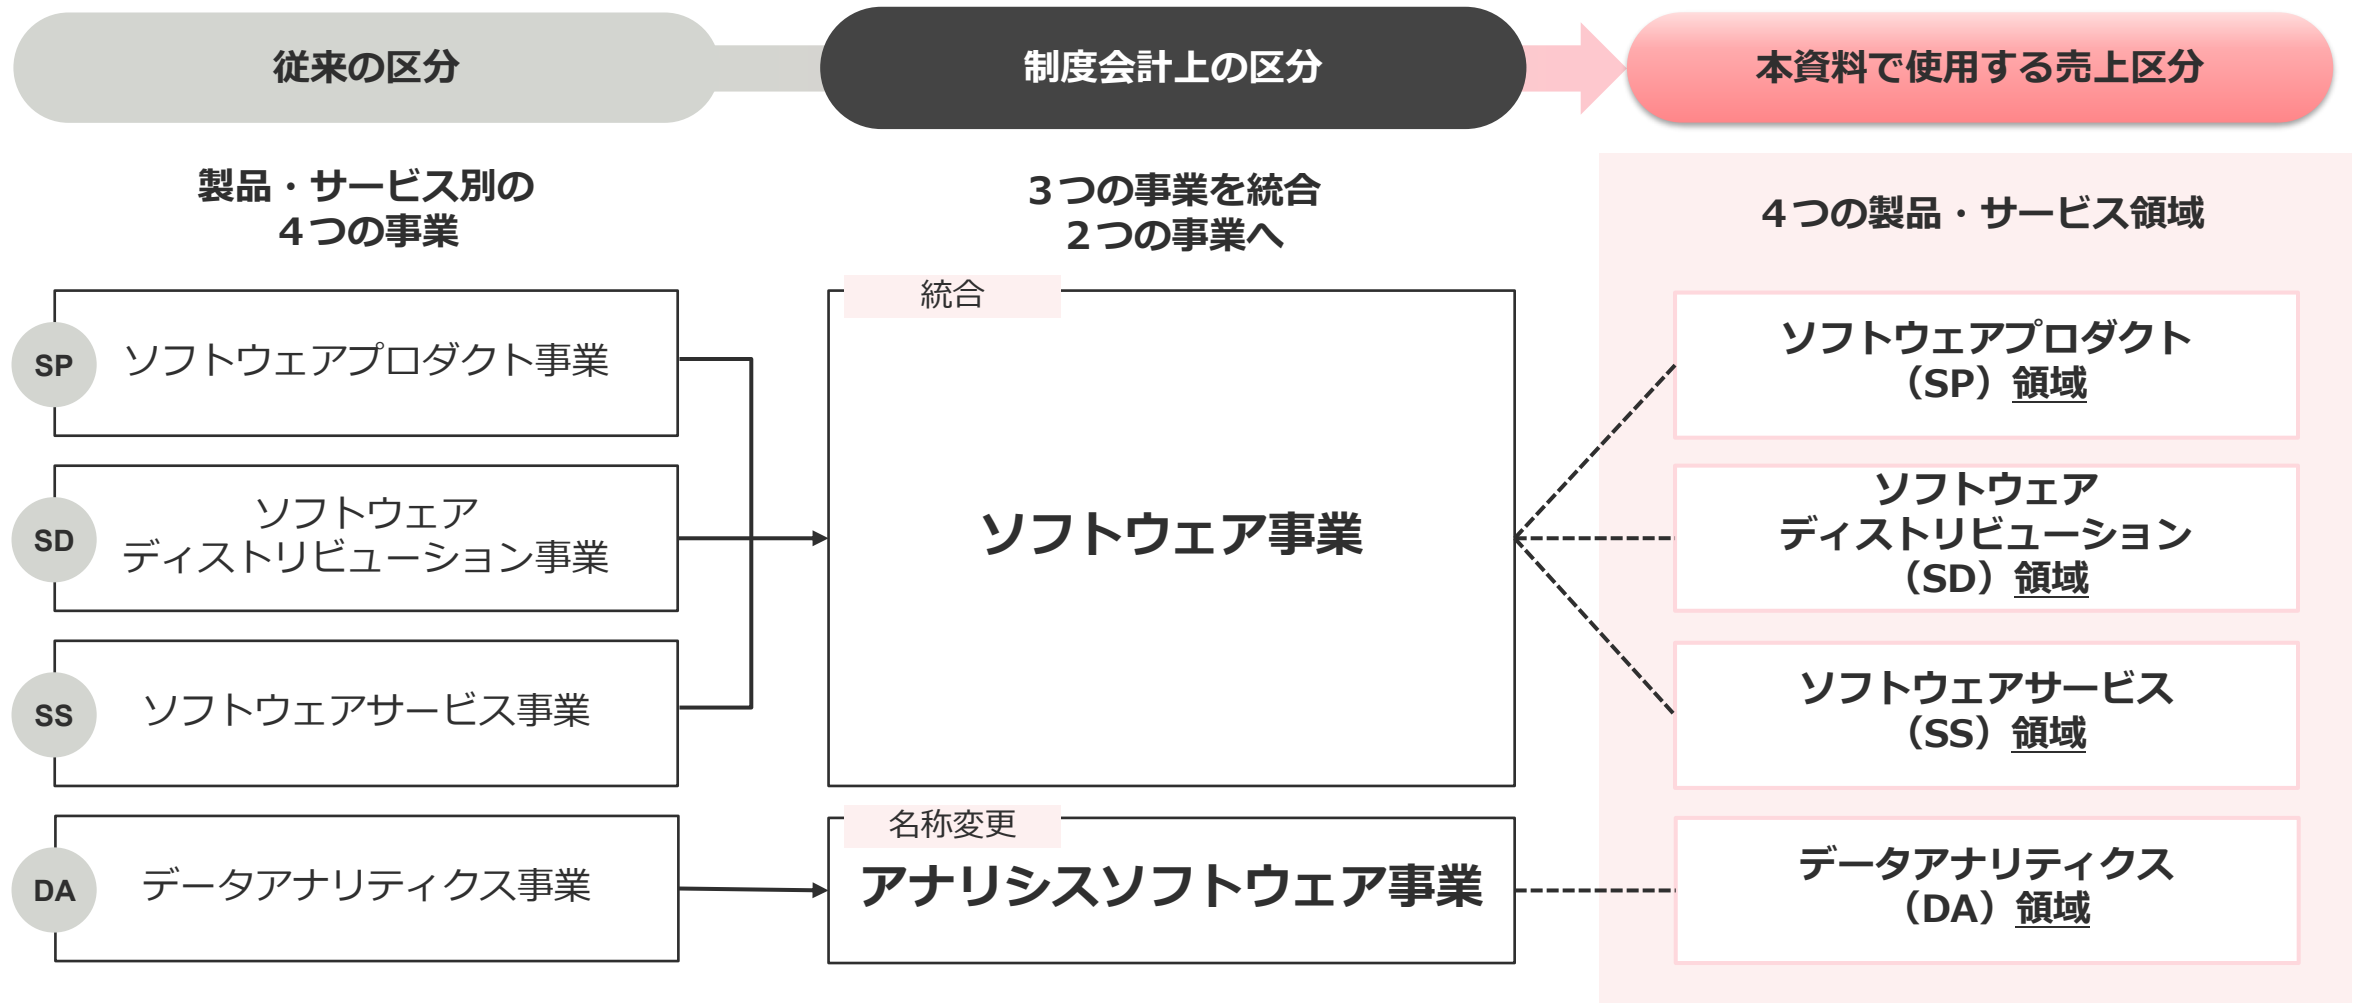 従来の区分
制度会計上の区分
本資料で使用する売上区分
製品・サービス別の
４つの事業
３つの事業を統合
２つの事業へ
４つの製品・サービス領域
SP
ソフトウェアプロダクト事業
SD
ソフトウェア
ディストリビューション事業
SS
ソフトウェアサービス事業
DA
データアナリティクス事業
統合
ソフトウェア事業
名称変更
アナリシスソフトウェア事業
ソフトウェアプロダクト
（SP）領域
ソフトウェア
ディストリビューション
（SD）領域
ソフトウェアサービス
（SS）領域
データアナリティクス
（DA）領域